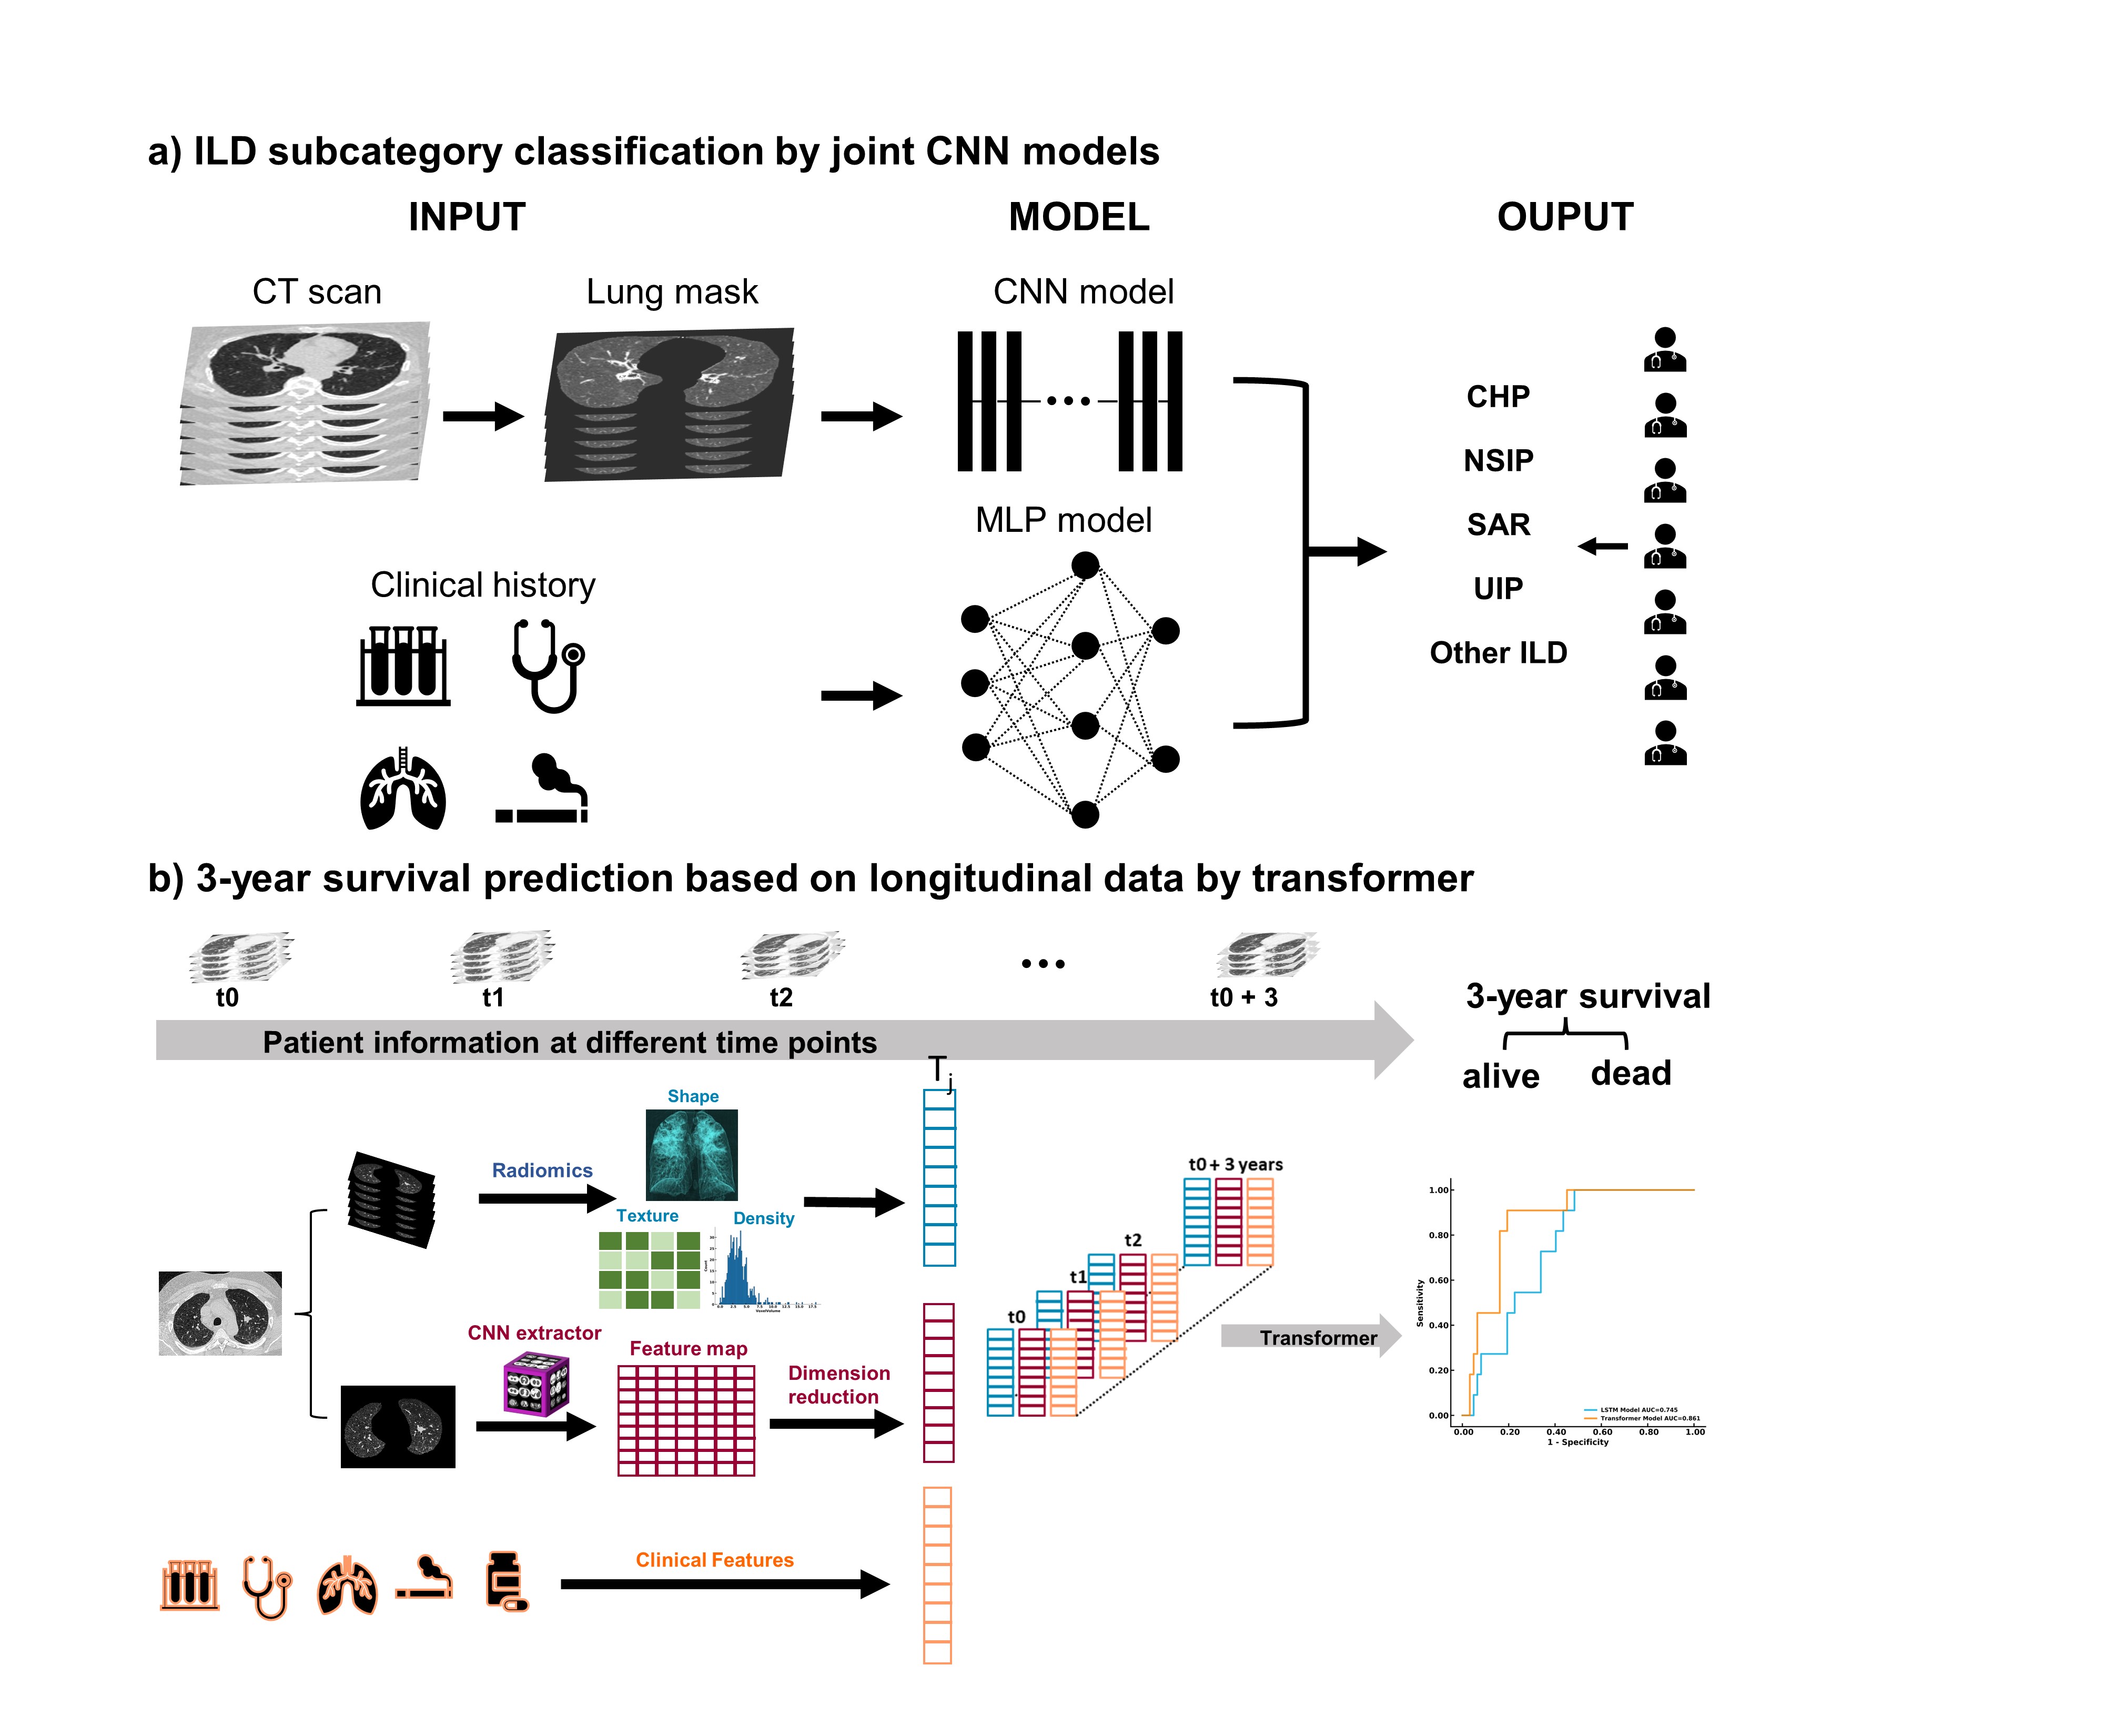 a) ILD subcategory classification by joint CNN models
INPUT
MODEL
OUPUT
CT scan
Lung mask
CNN model
CHP
NSIP
SAR
UIP
Other ILD
MLP model
Clinical history
b) 3-year survival prediction based on longitudinal data by transformer
t0
t1
t2
t0 + 3
Patient information at different time points
3-year survival
alive
dead
Tj
Shape
Radiomics
Texture
Density
Count
VoxelVolume
CNN extractor
Feature map
Dimension
reduction
Clinical Features
t0
t1
t2
t0 + 3 years
Transformer
Sensitivity
1.00
0.80
0.60
0.40
0.20
0.00
LSTM Model AUC=0.745
Transformer Model AUC=0.861
0.00 0.20 0.40 0.60 0.80 1.00
1 - Specificity